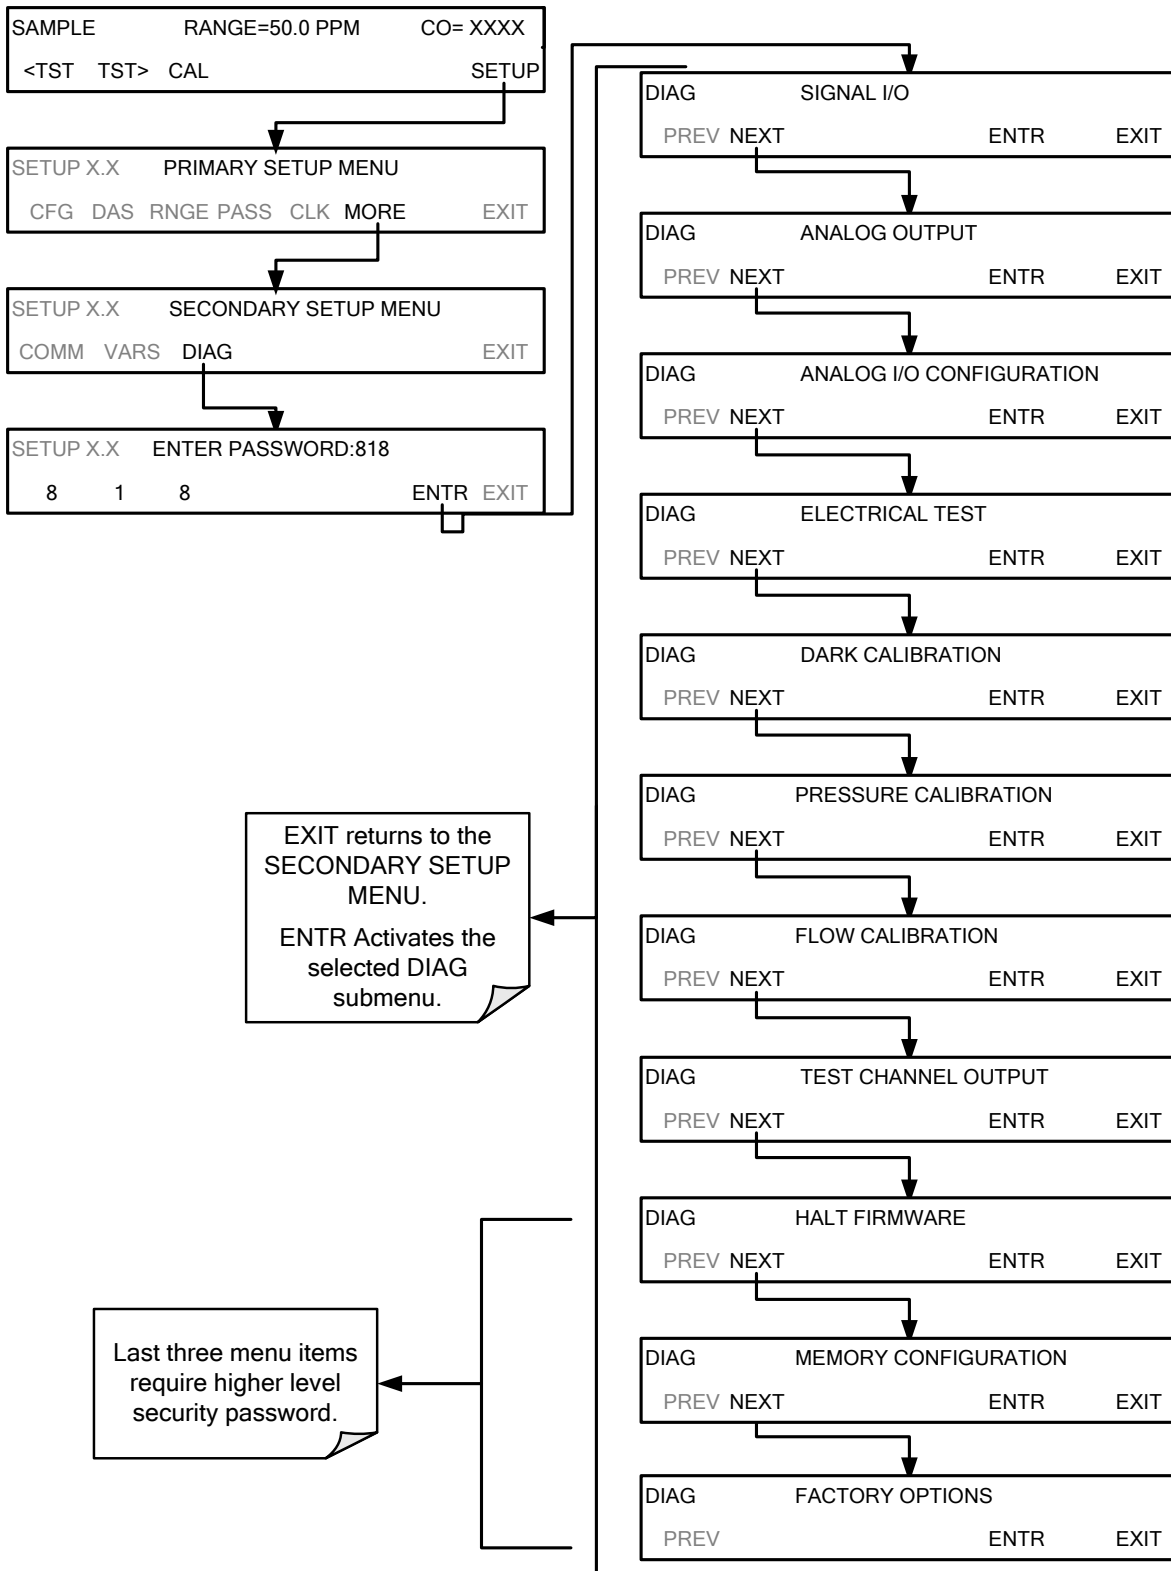 SAMPLE RANGE=50.0 PPM CO= XXXX
<TST TST> CAL SETUP
SETUP X.X PRIMARY SETUP MENU
CFG DAS RNGE PASS CLK MORE EXIT
SETUP X.X SECONDARY SETUP MENU
COMM VARS DIAG EXIT
SETUP X.X ENTER PASSWORD:818
8 1 8 ENTR EXIT
EXIT returns to the
SECONDARY SETUP
MENU.
ENTR Activates the
selected DIAG
submenu.
Last three menu items
require higher level
security password.
DIAG SIGNAL I/O
PREV NEXT ENTR EXIT
DIAG ANALOG OUTPUT
PREV NEXT ENTR EXIT
DIAG ANALOG I/O CONFIGURATION
PREV NEXT ENTR EXIT
DIAG ELECTRICAL TEST
PREV NEXT ENTR EXIT
DIAG DARK CALIBRATION
PREV NEXT ENTR EXIT
DIAG PRESSURE CALIBRATION
PREV NEXT ENTR EXIT
DIAG FLOW CALIBRATION
PREV NEXT ENTR EXIT
DIAG TEST CHANNEL OUTPUT
PREV NEXT ENTR EXIT
DIAG HALT FIRMWARE
PREV NEXT ENTR EXIT
DIAG MEMORY CONFIGURATION
PREV NEXT ENTR EXIT
DIAG FACTORY OPTIONS
PREV ENTR EXIT